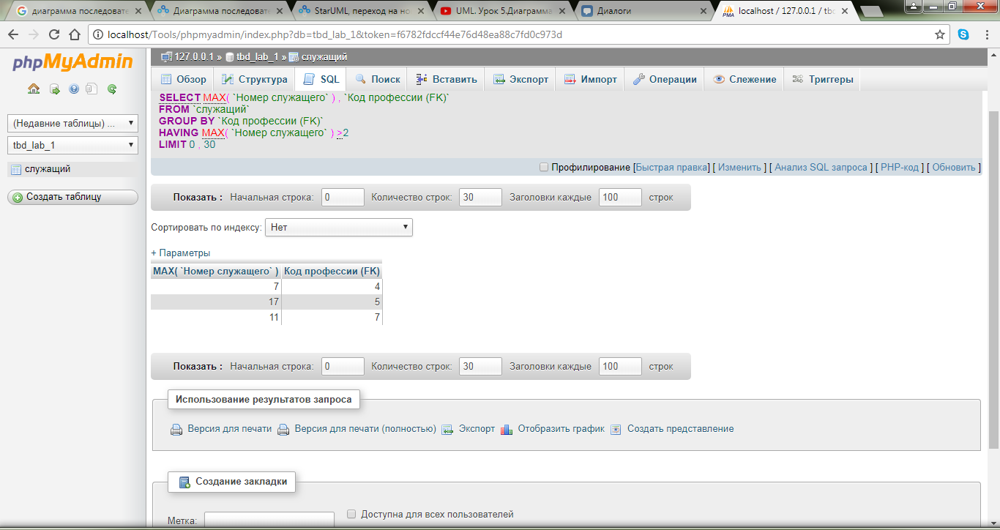 диаграмма последовате
Диаграмма последовате
StarUML, переход на но
UML. Урок 5.Диаграмма
Диалоги
localhost / 127.0.0.1 / tbd
localhost/Tools/phpmyadmin/index.php?db=tbd_lab_1&token=f6782fdccf44e76d48ea88c7fd0c973d
phpMyAdmin
(Недавние таблицы) ...
tbd_lab_1
служащий
Создать таблицу
127.0.0.1 » tbd_lab_1 » служащий
Обзор Структура SQL Поиск Вставить Экспорт Импорт Операции Слежение Триггеры
SELECT MAX( `Номер служащего` ) , `Код профессии (FK)`
FROM `служащий`
GROUP BY `Код профессии (FK)`
HAVING MAX( `Номер служащего` ) >2
LIMIT 0 , 30
Профилирование [Быстрая правка] [ Изменить ] [ Анализ SQL запроса ] [ PHP-код ] [ Обновить ]
Показать : Начальная строка: 0 Количество строк: 30 Заголовки каждые 100 строк
Сортировать по индексу: Нет
+ Параметры
MAX( `Номер служащего` ) Код профессии (FK)
7 4
17 5
11 7
Показать : Начальная строка: 0 Количество строк: 30 Заголовки каждые 100 строк
Использование результатов запроса
Версия для печати Версия для печати (полностью) Экспорт Отобразить график Создать представление
Создание закладки
Метка: Доступна для всех пользователей